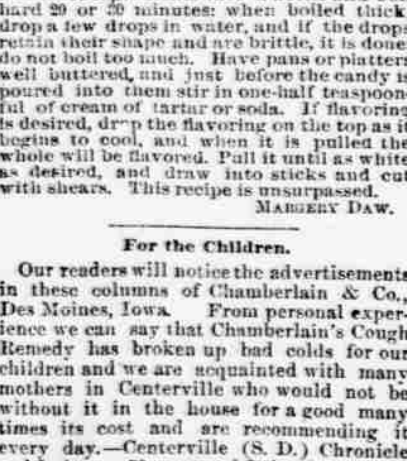 hard 20 or 30 minutes: when boiled thick
drop a few drops in water, and if the drops
retain their shape and are brittle, it is done
do not boil too much. Have pans or platters
well buttered, and just before the candy is
poured into them stir in one-half teaspoon-
ful of cream of tartar or soda. If flavoring
is desired, drop the flavoring on the top as it
begins to cool, and when it is pulled the
whole will be flavored. Pull it until as white
as desired, and draw into sticks and cut
with shears. This recipe is unsurpassed.
MARGERY DAW.
For the Children.
Our readers will notice the advertisements
in these columns of Chamberlain & Co.,
Des Moines, Iowa. From personal exper-
ience we can say that Chamberlain's Cough
Remedy has broken up bad colds for our
children and we are acquainted with many
mothers in Centerville who would not be
without it in the house for a good many
times its cost and are recommending it
every day.—Centerville (S. D.) Chronicle